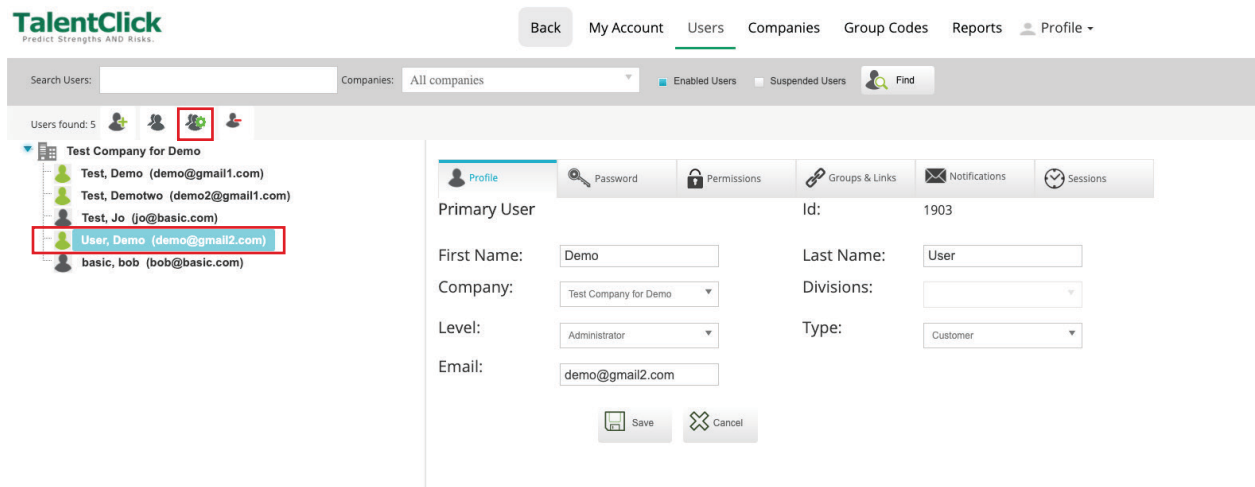 TalentClick
Predict Strengths AND Risks.
Back My Account Users Companies Group Codes Reports Profile
Search Users: Companies: All companies Enabled Users Suspended Users Find
Users found: 5
Test Company for Demo
Test, Demo (demo@gmail1.com)
Test, Demotwo (demo2@gmail1.com)
Test, Jo (jo@basic.com)
User, Demo (demo@gmail2.com)
basic, bob (bob@basic.com)
Profile Password Permissions Groups & Links Notifications Sessions
Primary User Id: 1903
First Name: Demo Last Name: User
Company: Test Company for Demo Divisions:
Level: Administrator Type: Customer
Email: demo@gmail2.com
Save Cancel